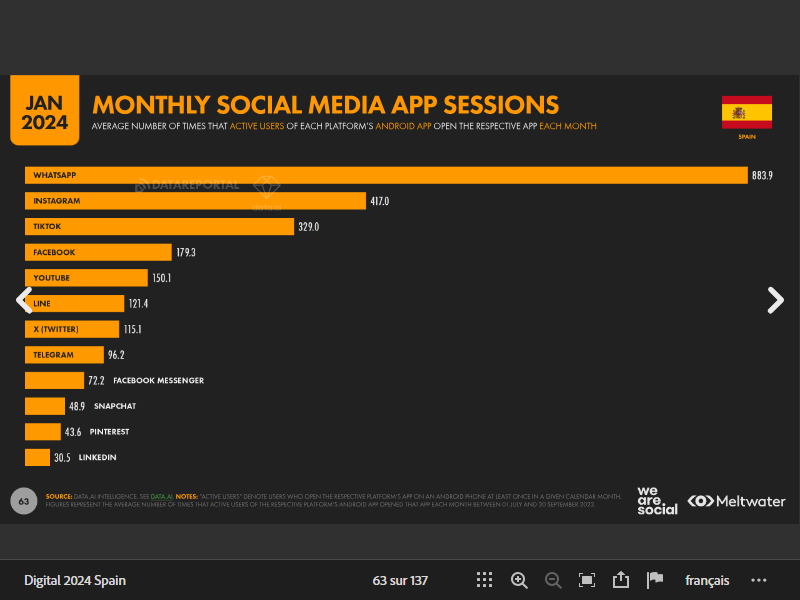 JAN
2024
MONTHLY SOCIAL MEDIA APP SESSIONS
AVERAGE NUMBER OF TIMES THAT ACTIVE USERS OF EACH PLATFORM'S ANDROID APP OPEN THE RESPECTIVE APP EACH MONTH
SPAIN
WHATSAPP 883.9
DATAREPORTAL
INSTAGRAM 417.0
TIKTOK 329.0
FACEBOOK 179.3
YOUTUBE 150.1
LINE 121.4
X (TWITTER) 115.1
TELEGRAM 96.2
72.2 FACEBOOK MESSENGER
48.9 SNAPCHAT
43.6 PINTEREST
30.5 LINKEDIN
63
SOURCE: DATA.AI INTELLIGENCE. SEE DATA.AI. NOTES: "ACTIVE USERS" DENOTE USERS WHO OPEN THE RESPECTIVE PLATFORM'S APP ON AN ANDROID PHONE AT LEAST ONCE IN A GIVEN CALENDAR MONTH.
FIGURES REPRESENT THE AVERAGE NUMBER OF TIMES THAT ACTIVE USERS OF THE RESPECTIVE PLATFORM'S ANDROID APP OPENED THAT APP EACH MONTH BETWEEN 01 JULY AND 30 SEPTEMBER 2023.
we
are
social
Meltwater
Digital 2024 Spain
63 sur 137
français